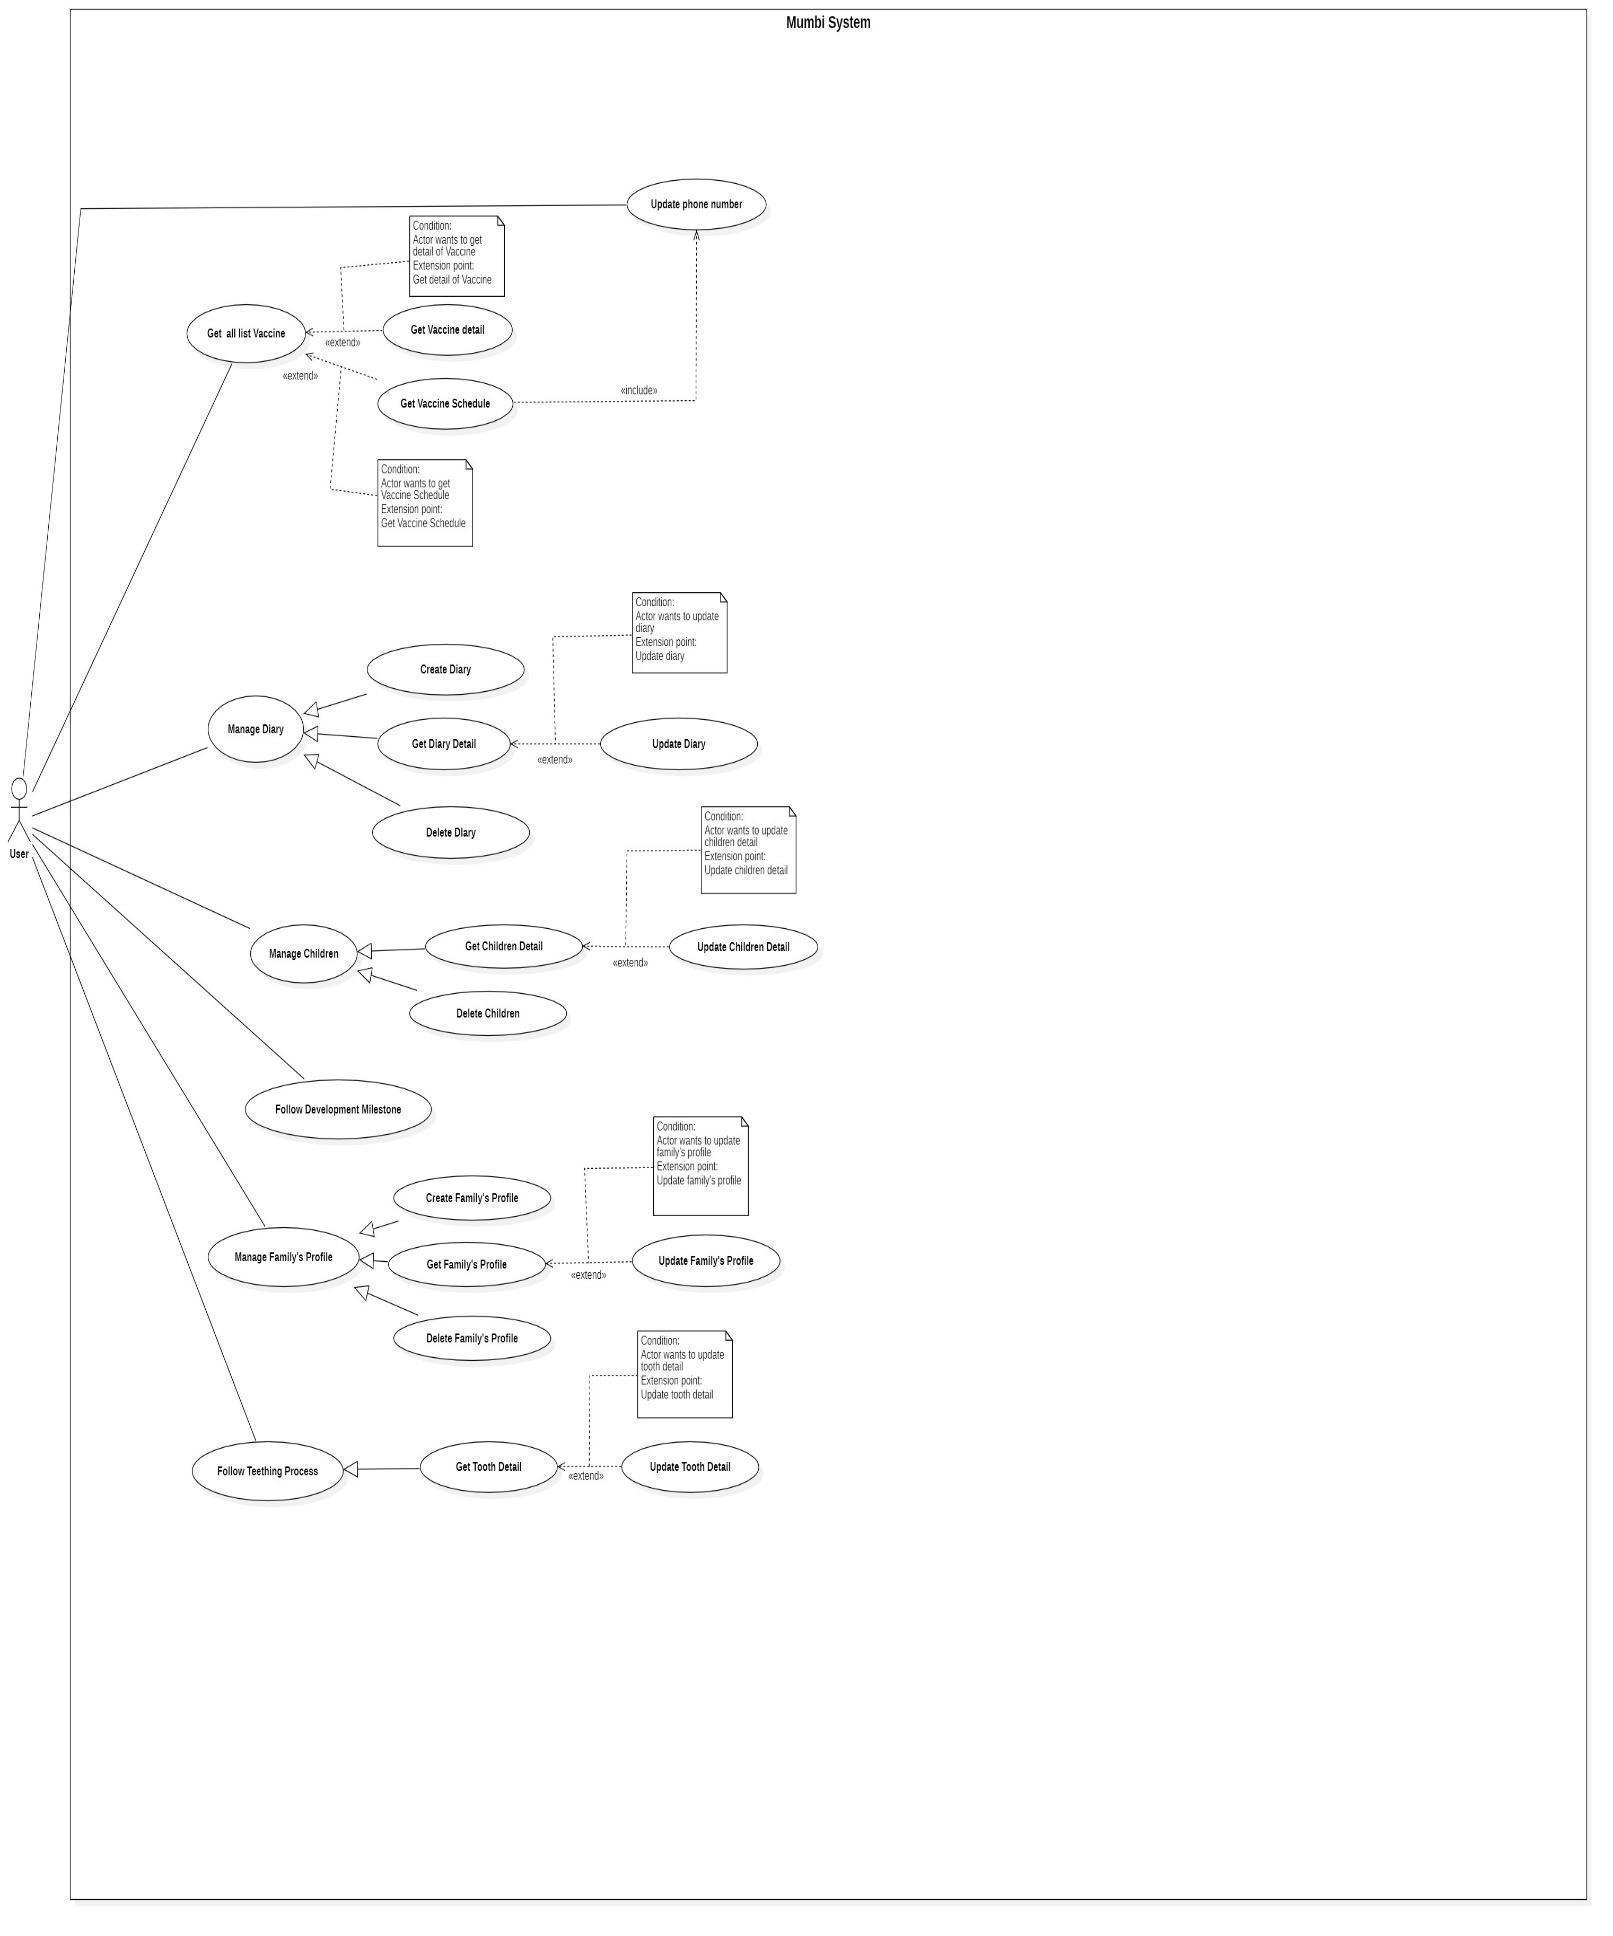 Mumbi System
Update phone number
Condition:
Actor wants to get
detail of Vaccine
Extension point:
Get detail of Vaccine
Get  all list Vaccine
Get Vaccine detail
«extend»
«extend»
Get Vaccine Schedule
«include»
Condition:
Actor wants to get
Vaccine Schedule
Extension point:
Get Vaccine Schedule
Condition:
Actor wants to update
diary
Extension point:
Update diary
Create Diary
Manage Diary
Get Diary Detail
Update Diary
«extend»
Delete DIary
User
Condition:
Actor wants to update
children detail
Extension point:
Update children detail
Manage Children
Get Children Detail
Update Children Detail
«extend»
Delete Children
Follow Development Milestone
Condition:
Actor wants to update
family's profile
Extension point:
Update family's profile
Create Family's Profile
Manage Family's Profile
Get Family's Profile
Update Family's Profile
«extend»
Delete Family's Profile
Condition:
Actor wants to update
tooth detail
Extension point:
Update tooth detail
Follow Teething Process
Get Tooth Detail
Update Tooth Detail
«extend»